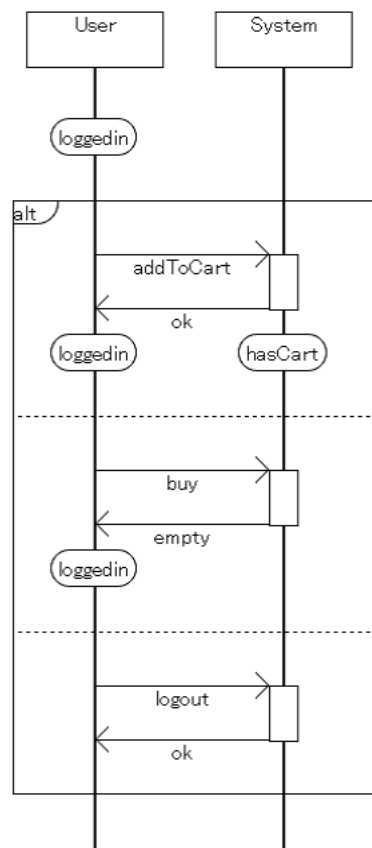 User
System
loggedin
alt
addToCart
ok
loggedin
hasCart
buy
empty
loggedin
logout
ok